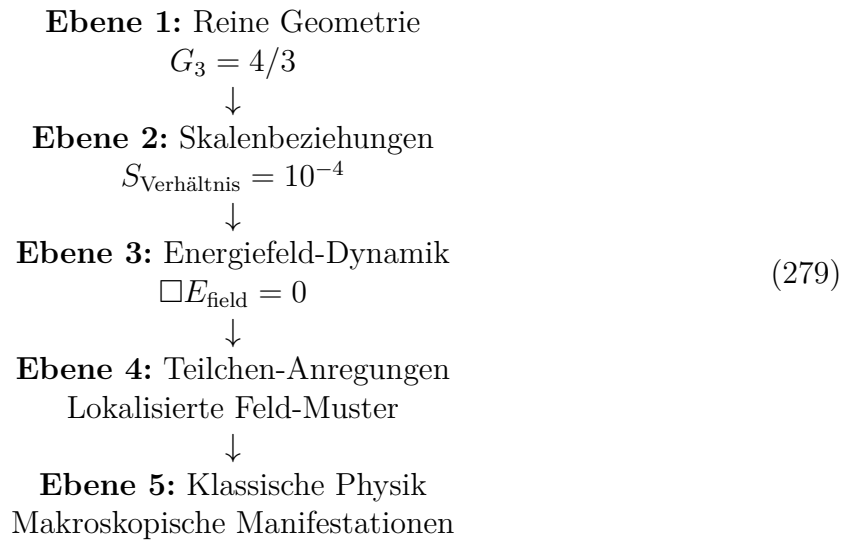 Ebene 1: Reine Geometrie
G₃ = 4/3
↓
Ebene 2: Skalenbeziehungen
S_Verhältnis = 10⁻⁴
↓
Ebene 3: Energiefeld-Dynamik
□E_field = 0
(279)
↓
Ebene 4: Teilchen-Anregungen
Lokalisierte Feld-Muster
↓
Ebene 5: Klassische Physik
Makroskopische Manifestationen